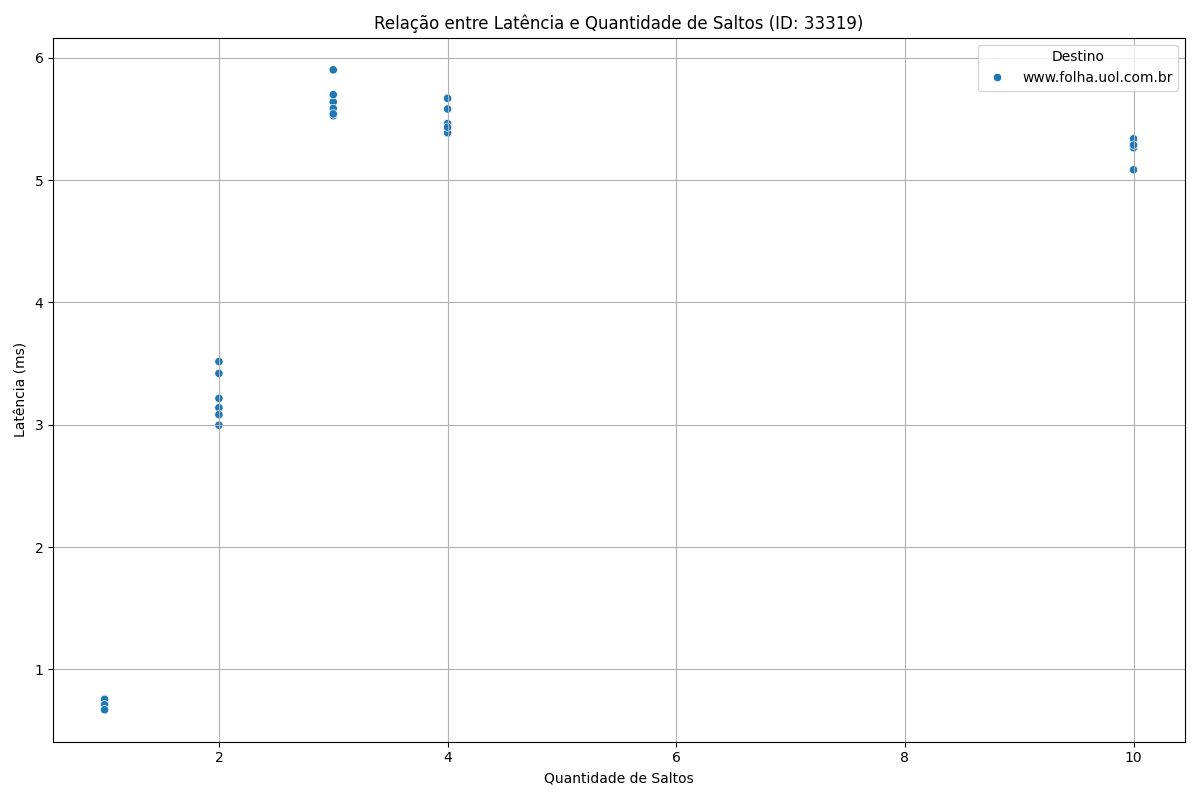 Relação entre Latência e Quantidade de Saltos (ID: 33319)
Destino
www.folha.uol.com.br
6
5
4
3
2
1
Latência (ms)
2
4
6
8
10
Quantidade de Saltos